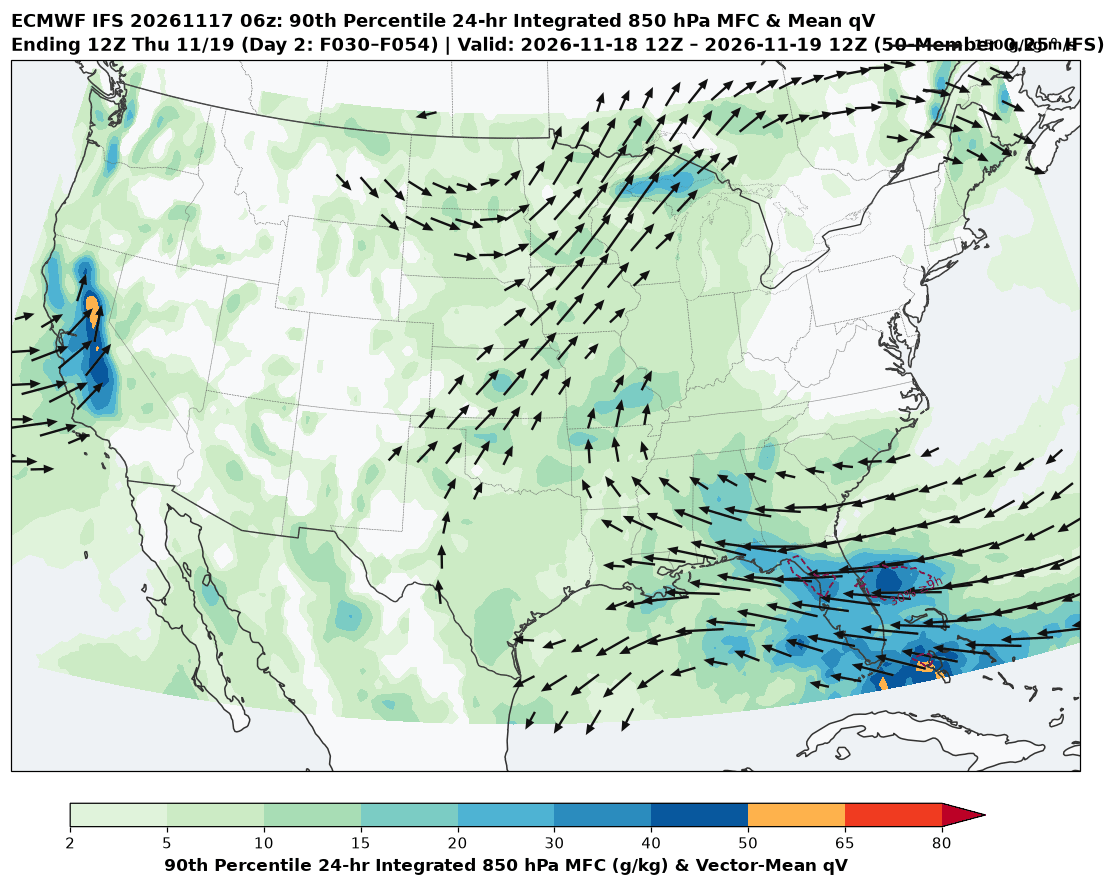 ECMWF IFS 20261117 06z: 90th Percentile 24-hr Integrated 850 hPa MFC & Mean qV
Ending 12Z Thu 11/19 (Day 2: F030–F054) | Valid: 2026-11-18 12Z – 2026-11-19 12Z (50-Member 0.25° IFS)
2 5 10 15 20 30 40 50 65 80
90th Percentile 24-hr Integrated 850 hPa MFC (g/kg) & Vector-Mean qV